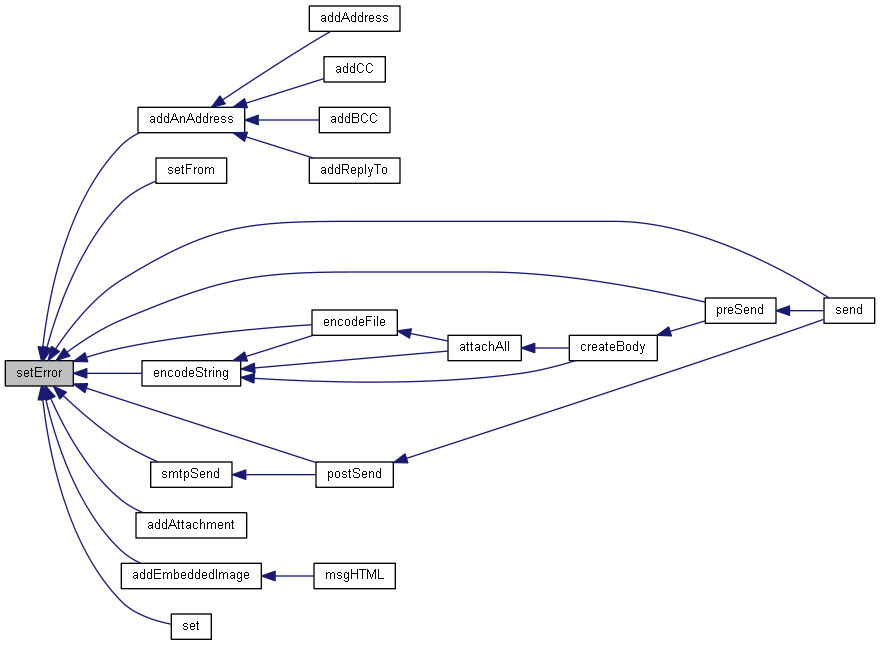 addAddress
addCC
addAnAddress
addBCC
addReplyTo
setFrom
preSend
send
encodeFile
attachAll
createBody
setError
encodeString
smtpSend
postSend
addAttachment
addEmbeddedImage
msgHTML
set